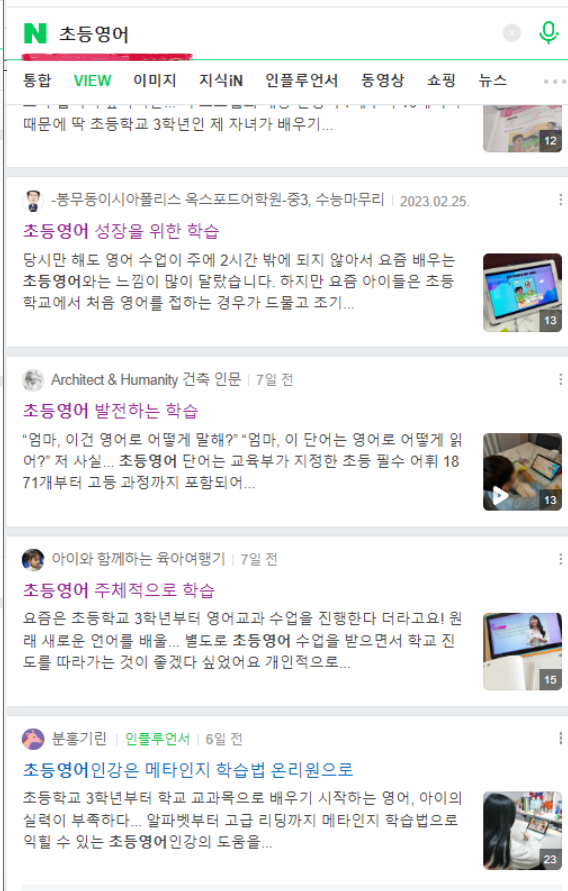 N 초등영어
통합 VIEW 이미지 지식iN 인플루언서 동영상 쇼핑 뉴스
때문에 딱 초등학교 3학년인 제 자녀가 배우기...
12
-봉무동이시아폴리스 옥스포드어학원-중3, 수능마무리 2023.02.25.
초등영어 성장을 위한 학습
당시만 해도 영어 수업이 주에 2시간 밖에 되지 않아서 요즘 배우는
초등영어와는 느낌이 많이 달랐습니다. 하지만 요즘 아이들은 초등
학교에서 처음 영어를 접하는 경우가 드물고 조기...
13
Architect & Humanity 건축 인문 7일 전
초등영어 발전하는 학습
“엄마, 이건 영어로 어떻게 말해?” “엄마, 이 단어는 영어로 어떻게 읽
어?” 저 사실... 초등영어 단어는 교육부가 지정한 초등 필수 어휘 18
71개부터 고등 과정까지 포함되어...
13
아이와 함께하는 육아여행기 7일 전
초등영어 주체적으로 학습
요즘은 초등학교 3학년부터 영어교과 수업을 진행한다 더라고요! 원
래 새로운 언어를 배울... 별도로 초등영어 수업을 받으면서 학교 진
도를 따라가는 것이 좋겠다 싶었어요 개인적으로...
15
분홍기린 인플루언서 6일 전
초등영어인강은 메타인지 학습법 온리원으로
초등학교 3학년부터 학교 교과목으로 배우기 시작하는 영어, 아이의
실력이 부족하다... 알파벳부터 고급 리딩까지 메타인지 학습법으로
익힐 수 있는 초등영어인강의 도움을...
23